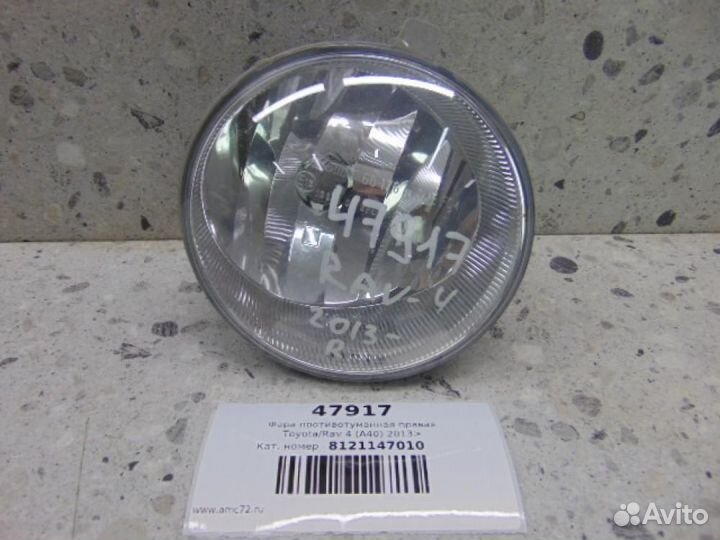 47917
RAV-4
2013-
R
47917
Фара противотуманная правая
Toyota/Rav 4 (A40) 2013>
Кат. номер 8121147010
www.amc72.ru
Avito